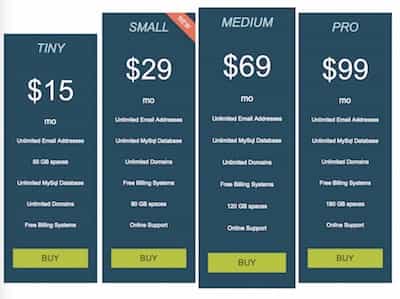 TINY
$15
mo
Unlimited Email Addresses
60 GB spaces
Unlimited MySql Database
Unlimited Domains
Free Billing Systems
BUY
SMALL
NEW
$29
mo
Unlimited Email Addresses
Unlimited MySql Database
Unlimited Domains
Free Billing Systems
90 GB spaces
Online Support
BUY
MEDIUM
$69
mo
Unlimited Email Addresses
Unlimited MySql Database
Unlimited Domains
Free Billing Systems
120 GB spaces
Online Support
BUY
PRO
$99
mo
Unlimited Email Addresses
Unlimited MySql Database
Unlimited Domains
Free Billing Systems
GB spaces
Online Support
BUY